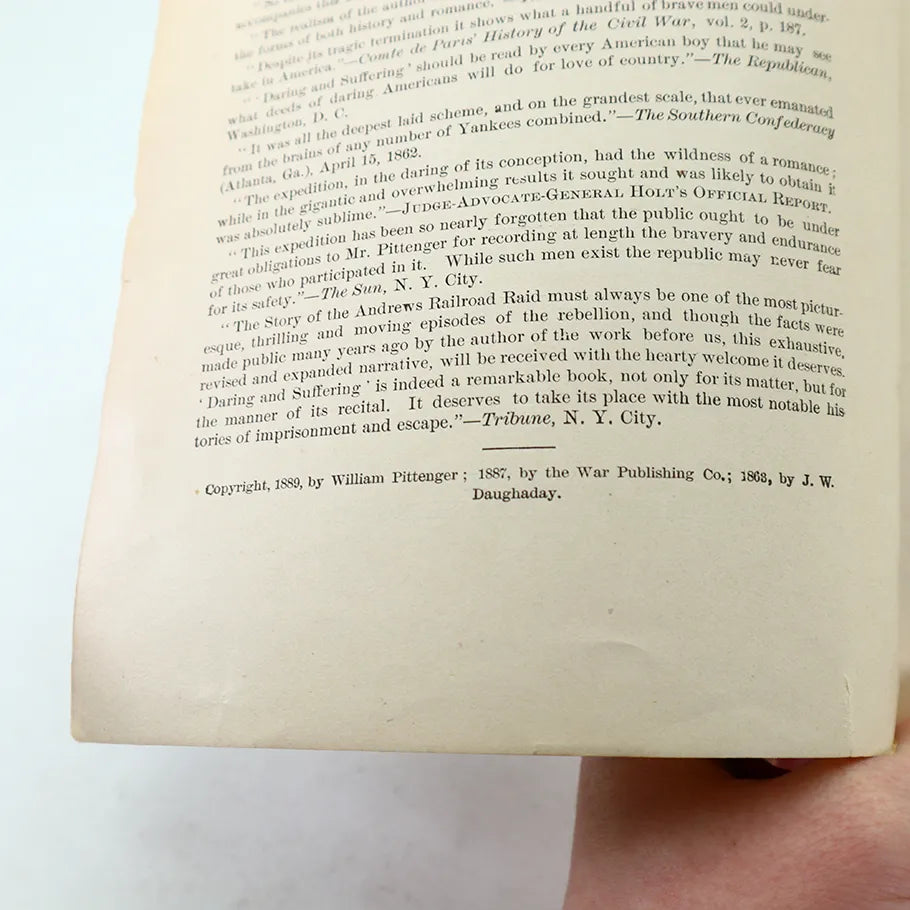 accompanies this
"The realism of the author
the forms of both history and romance.
"Despite its tragic termination it shows what a handful of brave men could under-
take in America."—Comte de Paris' History of the Civil War, vol. 2, p. 187.
"'Daring and Suffering' should be read by every American boy that he may see
what deeds of daring Americans will do for love of country."—The Republican,
Washington, D. C.
"It was all the deepest laid scheme, and on the grandest scale, that ever emanated
from the brains of any number of Yankees combined."—The Southern Confederacy
(Atlanta, Ga.), April 15, 1862.
"The expedition, in the daring of its conception, had the wildness of a romance;
while in the gigantic and overwhelming results it sought and was likely to obtain it
was absolutely sublime."—JUDGE-ADVOCATE-GENERAL HOLT'S OFFICIAL REPORT.
"This expedition has been so nearly forgotten that the public ought to be under
great obligations to Mr. Pittenger for recording at length the bravery and endurance
of those who participated in it. While such men exist the republic may never fear
for its safety."—The Sun, N. Y. City.
"The Story of the Andrews Railroad Raid must always be one of the most pictur-
esque, thrilling and moving episodes of the rebellion, and though the facts were
made public many years ago by the author of the work before us, this exhaustive,
revised and expanded narrative, will be received with the hearty welcome it deserves.
'Daring and Suffering' is indeed a remarkable book, not only for its matter, but for
the manner of its recital. It deserves to take its place with the most notable his
tories of imprisonment and escape."—Tribune, N. Y. City.
Copyright, 1889, by William Pittenger; 1887, by the War Publishing Co.; 1863, by J. W.
Daughaday.